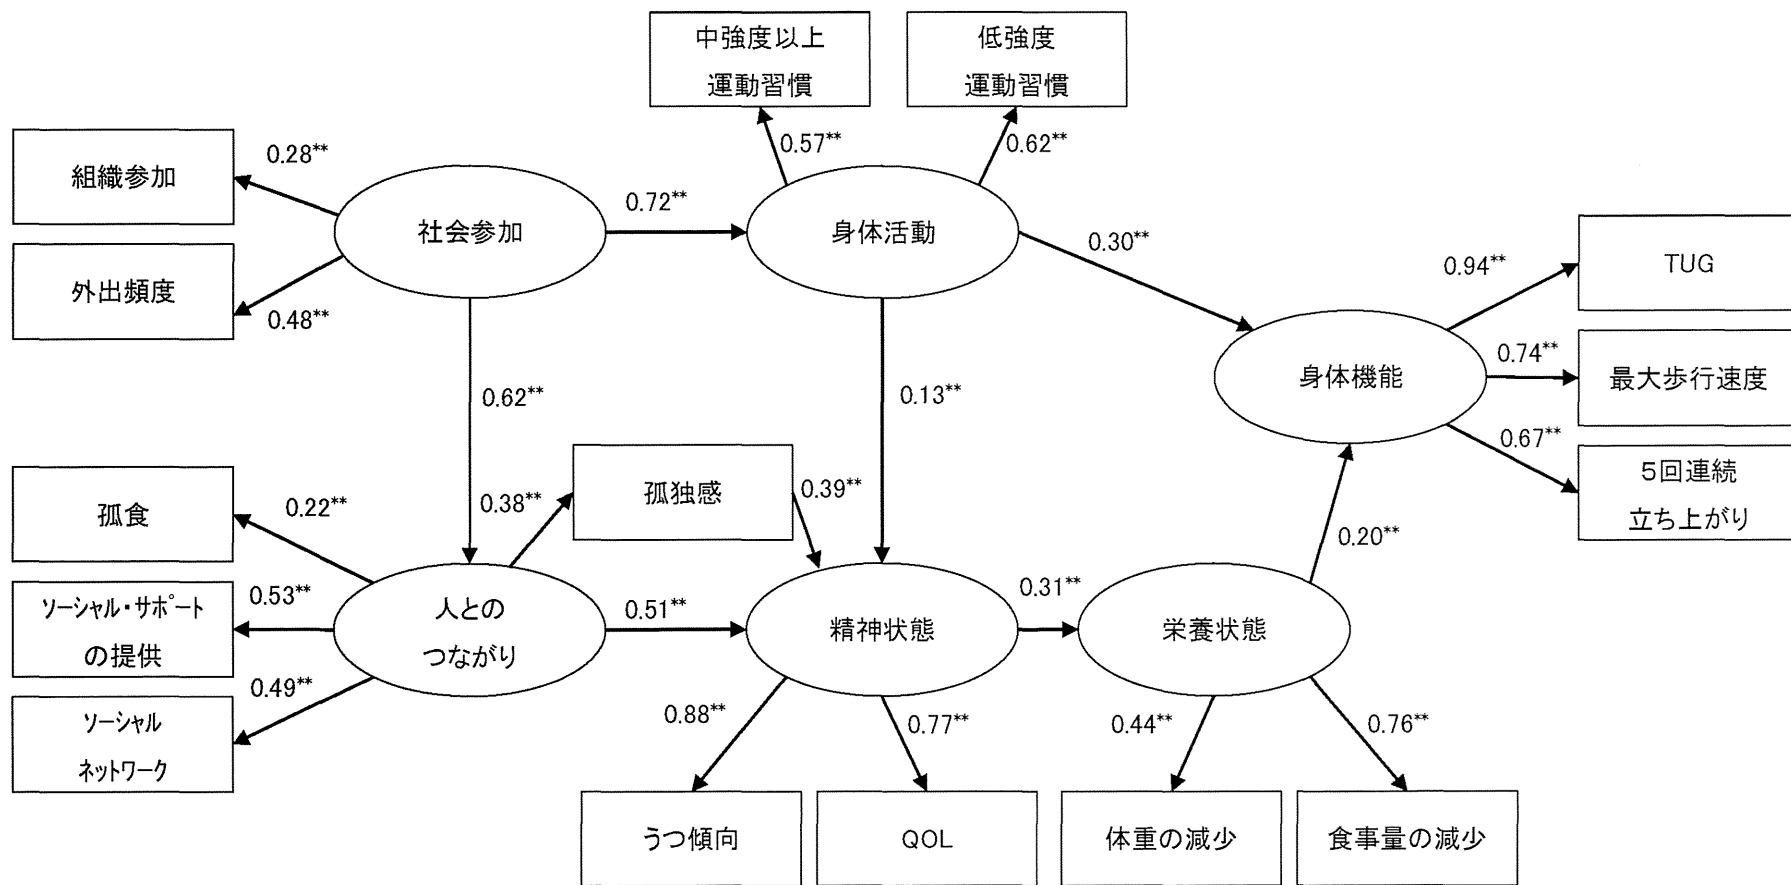 中強度以上
運動習慣
低強度
運動習慣
0.57**
0.62**
組織参加
0.28**
社会参加
0.72**
身体活動
外出頻度
0.48**
0.30**
0.94**
TUG
身体機能
0.74**
最大歩行速度
0.67**
5回連続
立ち上がり
0.62**
0.13**
0.20**
孤食
0.22**
0.38**
孤独感
0.39**
ソーシャル・サポート
の提供
0.53**
人との
つながり
0.51**
精神状態
0.31**
栄養状態
ソーシャル
ネットワーク
0.49**
0.88**
0.77**
0.44**
0.76**
うつ傾向
QOL
体重の減少
食事量の減少